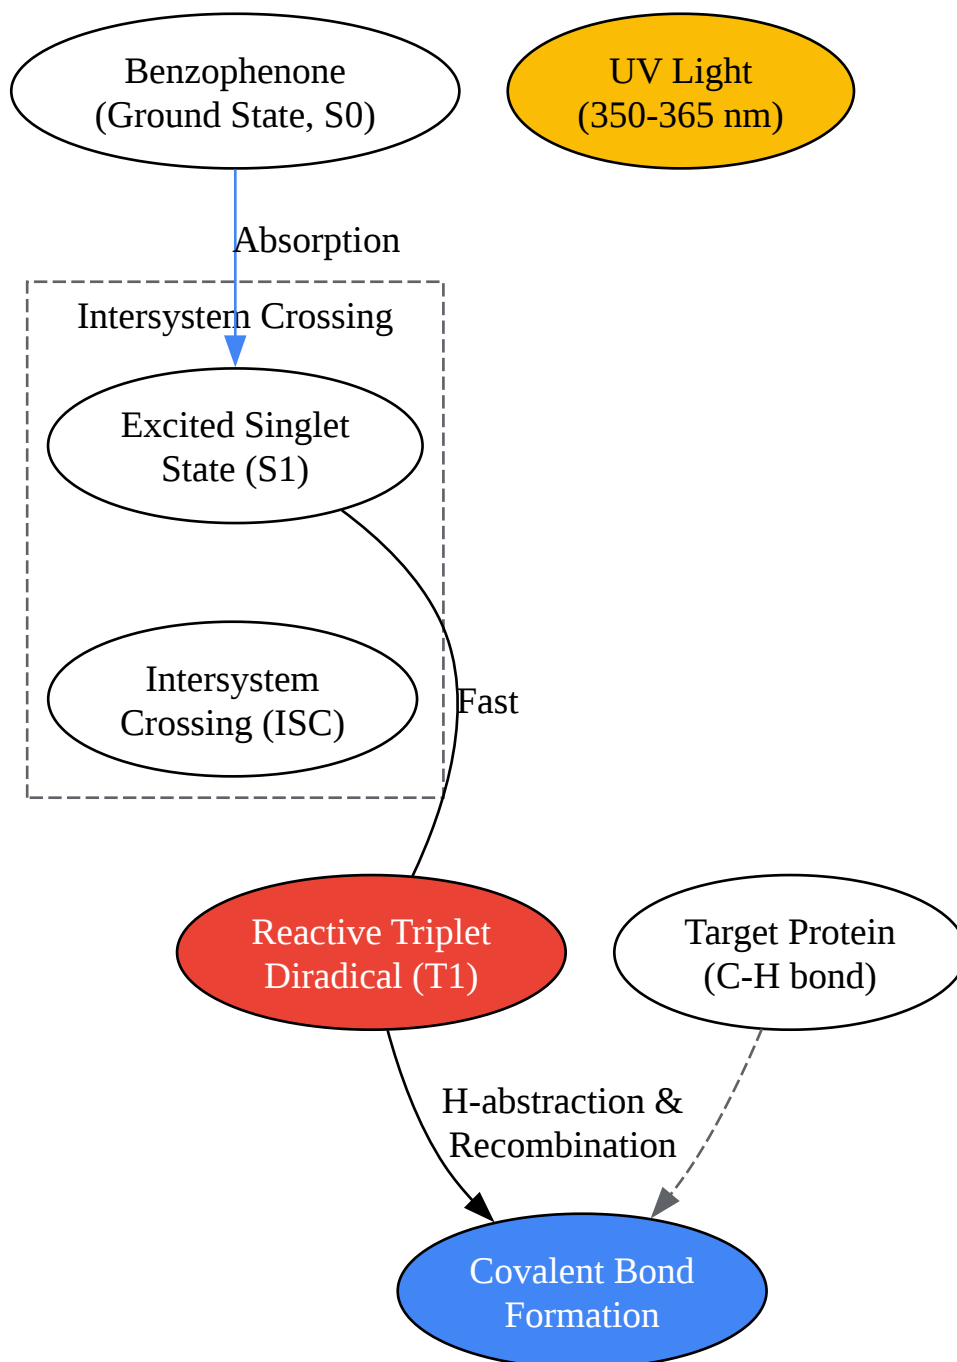 Benzophenone
(Ground State, S0)
UV Light
(350-365 nm)
Absorption
Intersystem Crossing
Excited Singlet
State (S1)
Intersystem
Crossing (ISC)
Fast
Reactive Triplet
Diradical (T1)
Target Protein
(C-H bond)
H-abstraction &
Recombination
Covalent Bond
Formation